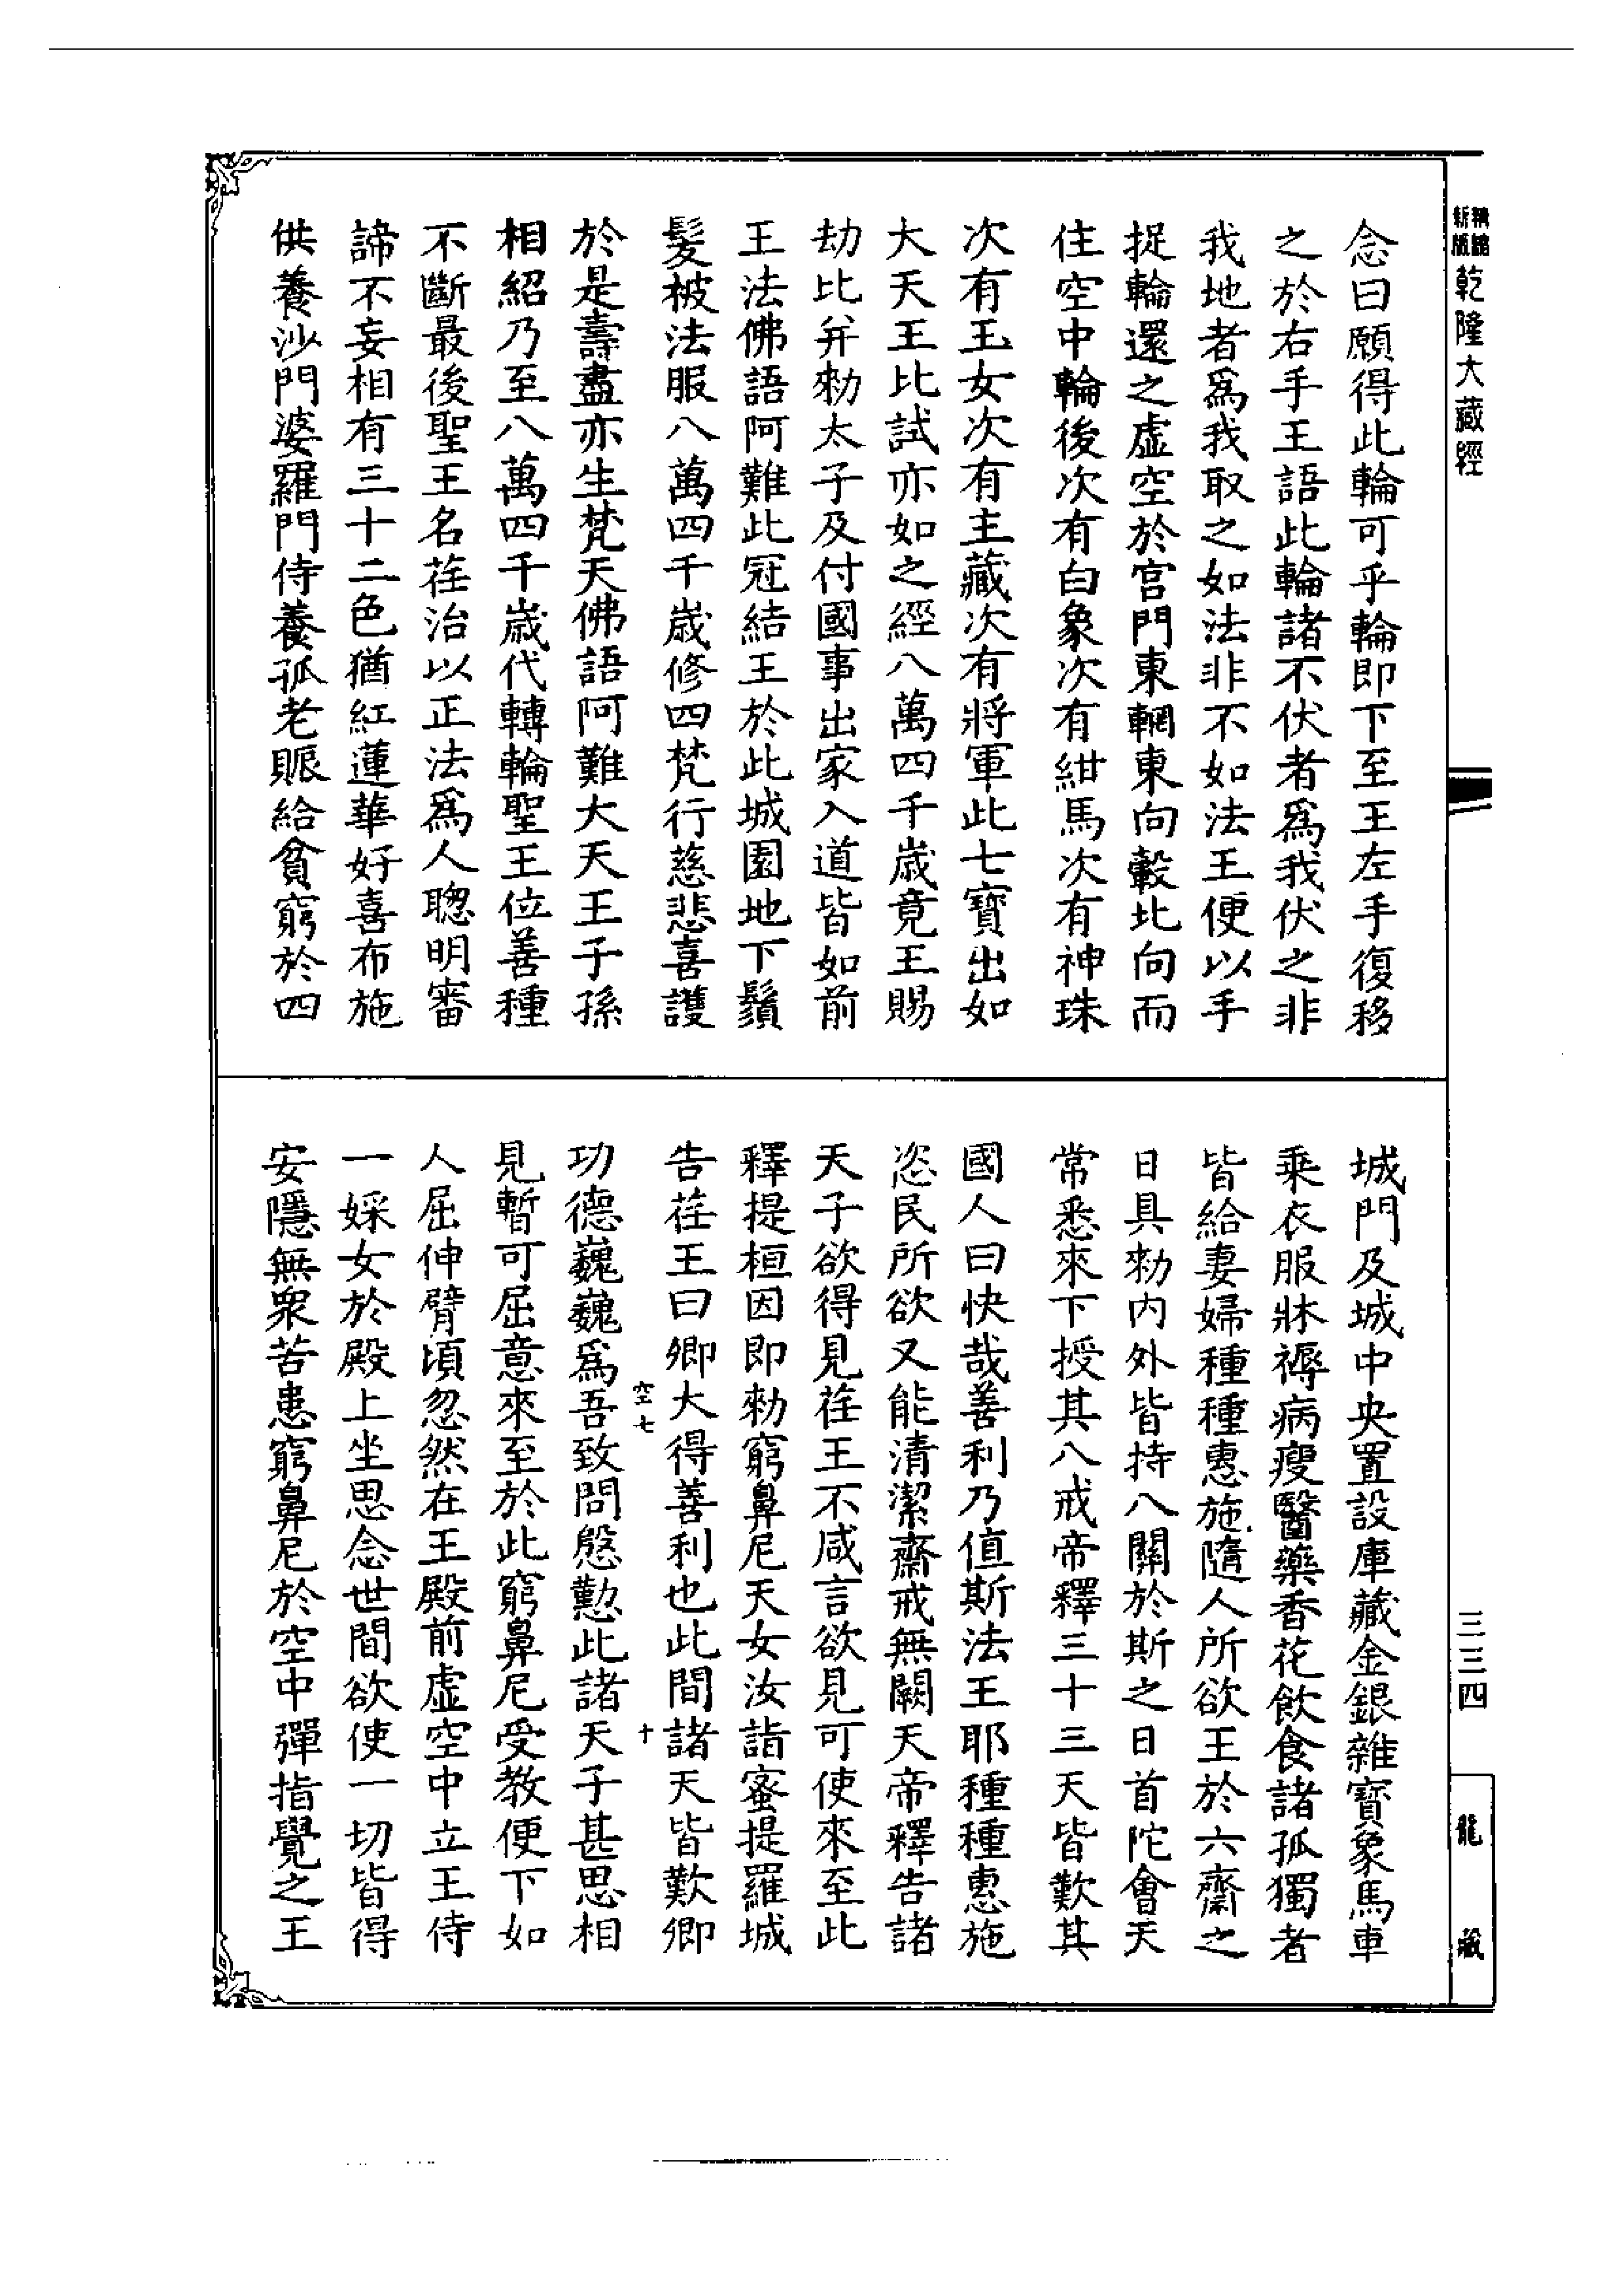 新版
精縮
乾隆大藏經
三三四
龍藏
念曰願得此輪可乎輪即下至王左手復移
之於右手王語此輪諸不伏者爲我伏之非
我地者爲我取之如法非不如法王便以手
捉輪還之虛空於宮門東輞東向轂北向而
住空中輪後次有白象次有紺馬次有神珠
次有玉女次有主藏次有將軍此七寶出如
大天王比試亦如之經八萬四千歲竟王賜
劫比并勑太子及付國事出家入道皆如前
王法佛語阿難此冠結王於此城園地下鬚
髮被法服八萬四千歲修四梵行慈悲喜護
於是壽盡亦生梵天佛語阿難大天王子孫
相紹乃至八萬四千歲代轉輪聖王位善種
不斷最後聖王名荏治以正法爲人聰明審
諦不妄相有三十二色猶紅蓮華好喜布施
供養沙門婆羅門侍養孤老賑給貧窮於四
城門及城中央置設庫藏金銀雜寶象馬車
乘衣服牀褥病瘦醫藥香花飲食諸孤獨者
皆給妻婦種種惠施隨人所欲王於六齋之
日具勑內外皆持八關於斯之日首陀會天
常悉來下授其八戒帝釋三十三天皆歎其
國人曰快哉善利乃值斯法王耶種種惠施
恣民所欲又能清潔齋戒無闕天帝釋告諸
天子欲得見荏王不咸言欲見可使來至此
釋提桓因即勑窮鼻尼天女汝詣蜜提羅城
告荏王曰卿大得善利也此間諸天皆歎卿
空七　十
功德巍巍爲吾致問慇懃此諸天子甚思相
見暫可屈意來至於此窮鼻尼受教便下如
人屈伸臂頃忽然在王殿前虛空中立王侍
一婇女於殿上坐思念世間欲使一切皆得
安隱無衆苦患窮鼻尼於空中彈指覺之王